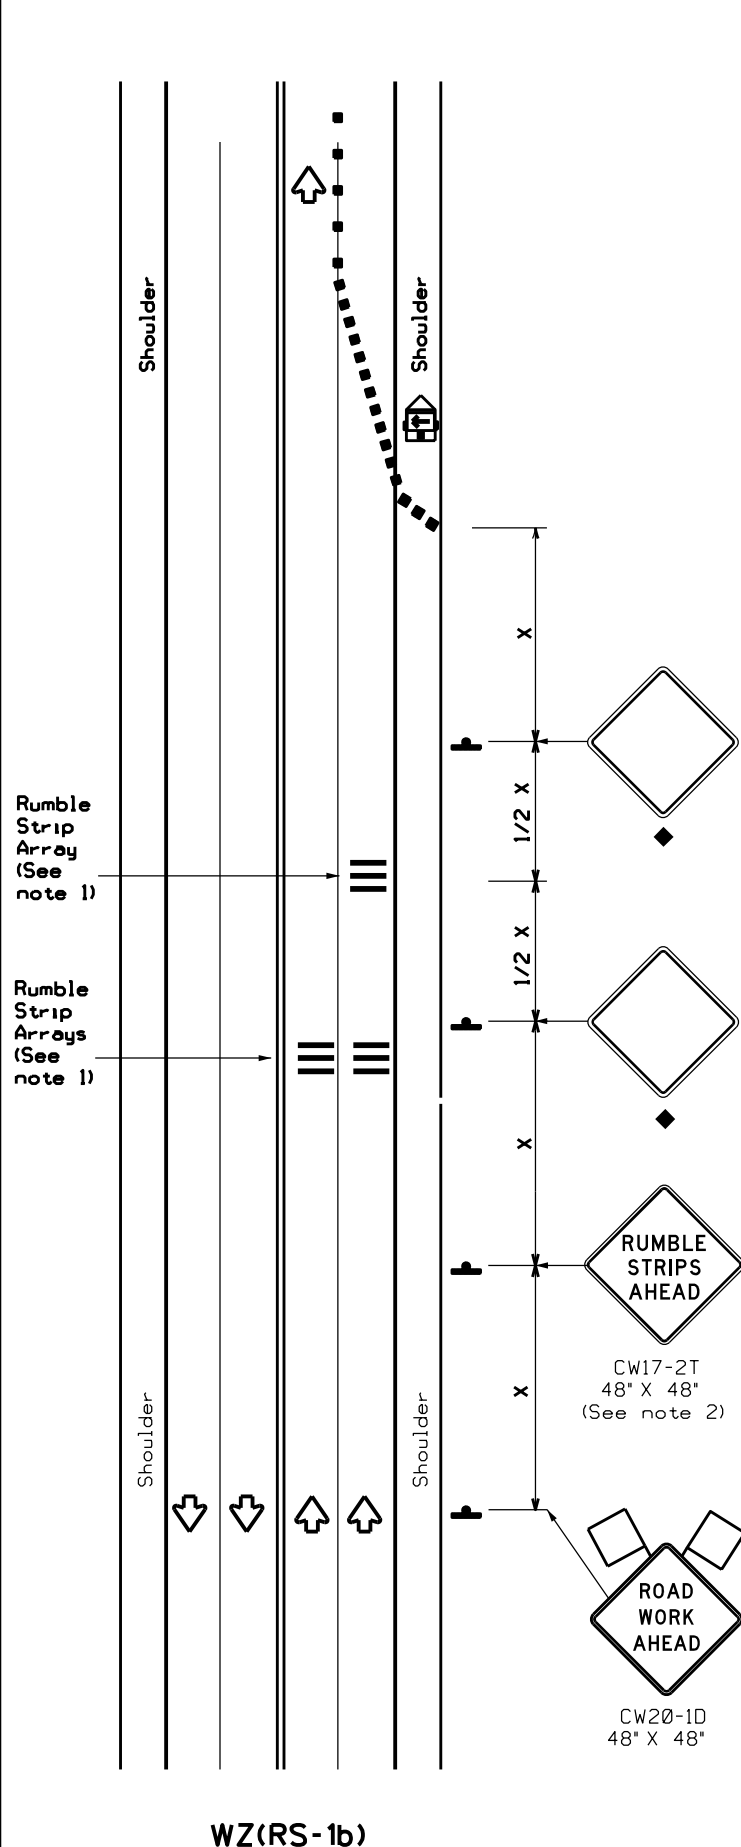 Shoulder
Shoulder
X
Rumble
Strip
Array
(See
note 1)
1/2 X
1/2 X
Rumble
Strip
Arrays
(See
note 1)
X
RUMBLE
STRIPS
AHEAD
CW17-2T
48" X 48"
(See note 2)
X
Shoulder
Shoulder
ROAD
WORK
AHEAD
CW20-1D
48" X 48"
WZ(RS-1b)